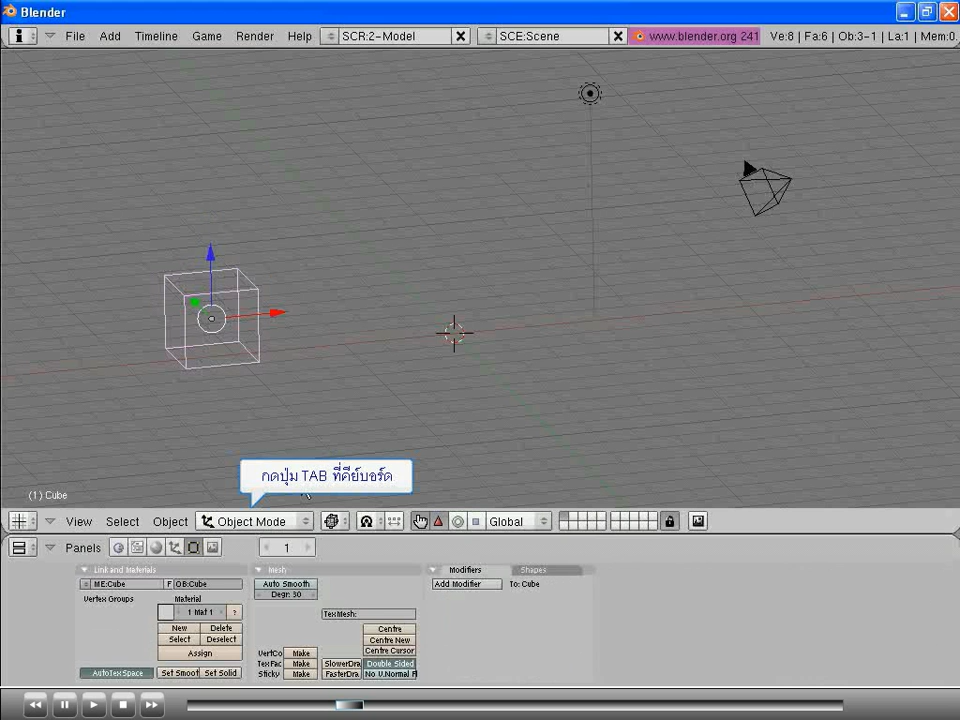 Blender
File Add Timeline Game Render Help SCR:2-Model SCE:Scene www.blender.org 241 Ve:8 | Fa:6 | Ob:3-1 | La:1 | Mem:0.
กดปุ่ม TAB ที่คีย์บอร์ด
(1) Cube
View Select Object Object Mode Global
Panels 1
Link and Materials Mesh Modifiers Shapes
ME:Cube F OB:Cube Auto Smooth Add Modifier To: Cube
Degr: 30
Vertex Groups Material
1 Mat 1 ? TexMesh:
New Delete Centre
Select Deselect Centre New
Assign VertCo Make Centre Cursor
TexFac Make SlowerDra Double Sided
AutoTexSpace Set Smoot Set Solid Sticky Make FasterDra No V.Normal F